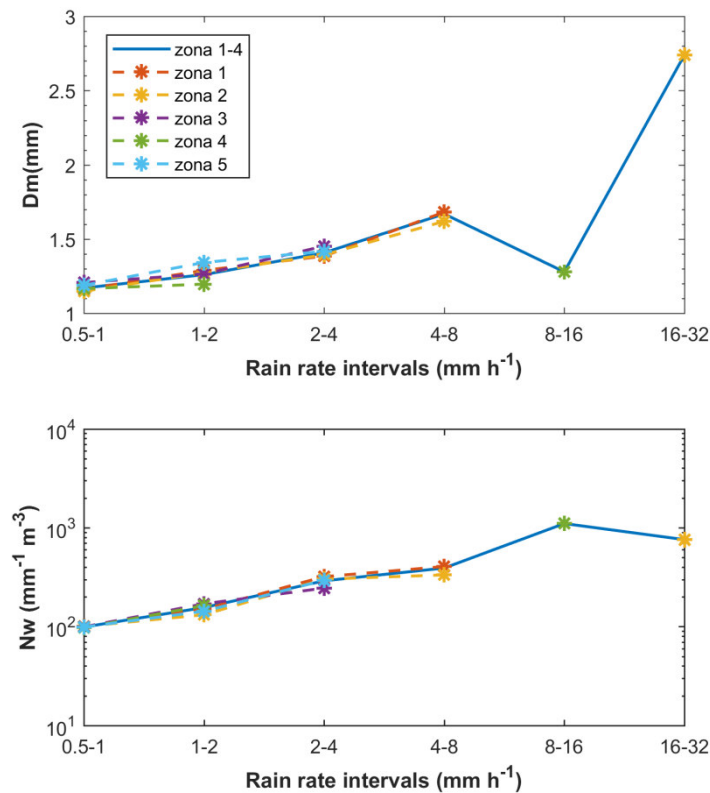 3
2.5
2
1.5
1
Dm(mm)
zona 1-4
zona 1
zona 2
zona 3
zona 4
zona 5
0.5-1 1-2 2-4 4-8 8-16 16-32
Rain rate intervals (mm h⁻¹)
10⁴
10³
10²
10¹
Nw (mm⁻¹ m⁻³)
0.5-1 1-2 2-4 4-8 8-16 16-32
Rain rate intervals (mm h⁻¹)